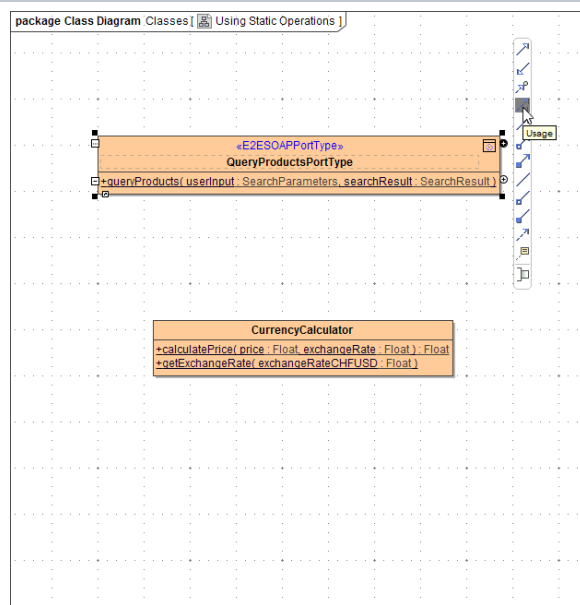 package Class Diagram Classes [ Using Static Operations ]
Usage
«E2ESOAPPortType»
QueryProductsPortType
+queryProducts( userInput : SearchParameters, searchResult : SearchResult )
CurrencyCalculator
+calculatePrice( price : Float, exchangeRate : Float ) : Float
+getExchangeRate( exchangeRateCHFUSD : Float )